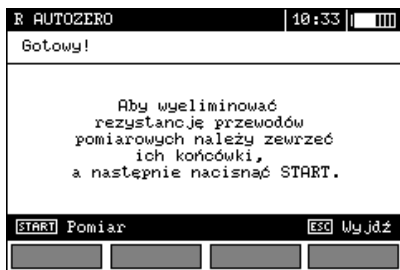 R AUTOZERO 10:33
Gotowy!
Aby wyeliminować
rezystancję przewodów
pomiarowych należy zewrzeć
ich końcówki,
a następnie nacisnąć START.
START Pomiar ESC Wyjdź